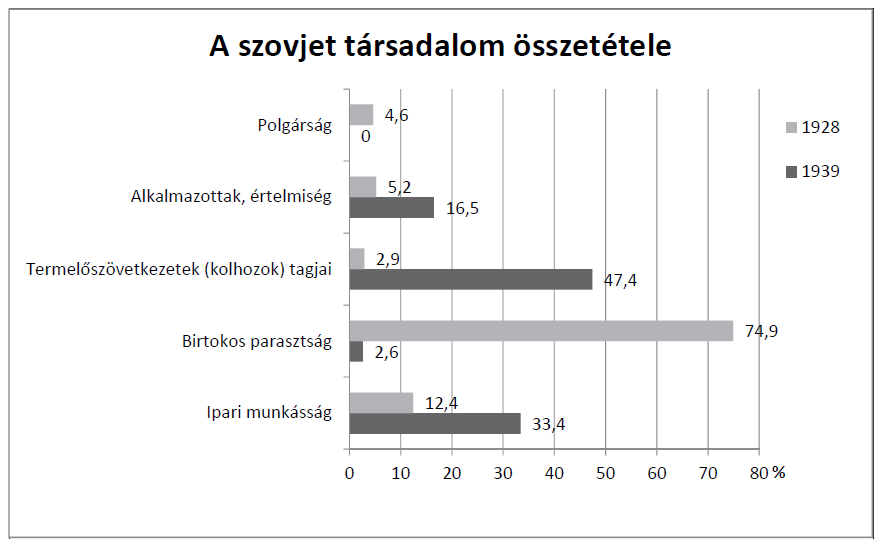 A szovjet társadalom összetétele
Polgárság
4,6
0
Alkalmazottak, értelmiség
5,2
16,5
Termelőszövetkezetek (kolhozok) tagjai
2,9
47,4
Birtokos parasztság
74,9
2,6
Ipari munkásság
12,4
33,4
0 10 20 30 40 50 60 70 80 %
1928
1939